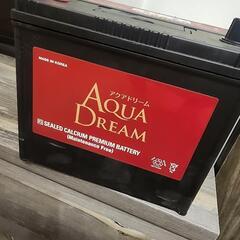 MADE IN KOREA
アクアドリーム
AQUA
DREAM
SEALED CALCIUM PREMIUM BATTERY
(Maintenance Free)